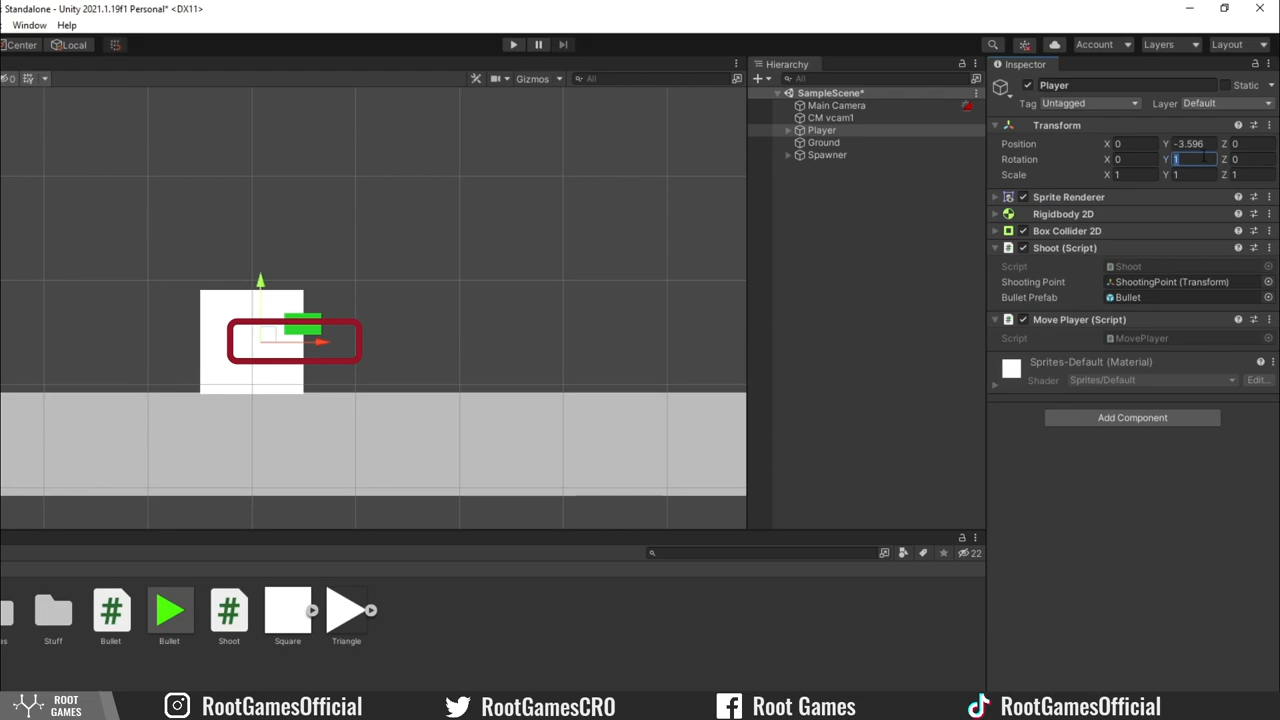 Standalone - Unity 2021.1.19f1 Personal* <DX11>
Window Help
Center Local Account Layers Layout
0 Gizmos All Hierarchy Inspector
All
SampleScene*
Main Camera
CM vcam1
Player
Ground
Spawner
Player Static
Tag Untagged Layer Default
Transform
Position X 0 Y -3.596 Z 0
Rotation X 0 Y 1 Z 0
Scale X 1 Y 1 Z 1
Sprite Renderer
Rigidbody 2D
Box Collider 2D
Shoot (Script)
Script Shoot
Shooting Point ShootingPoint (Transform)
Bullet Prefab Bullet
Move Player (Script)
Script MovePlayer
Sprites-Default (Material)
Shader Sprites/Default Edit...
Add Component
22
# # 
es Stuff Bullet Bullet Shoot Square Triangle
ROOT GAMES RootGamesOfficial RootGamesCRO Root Games RootGamesOfficial